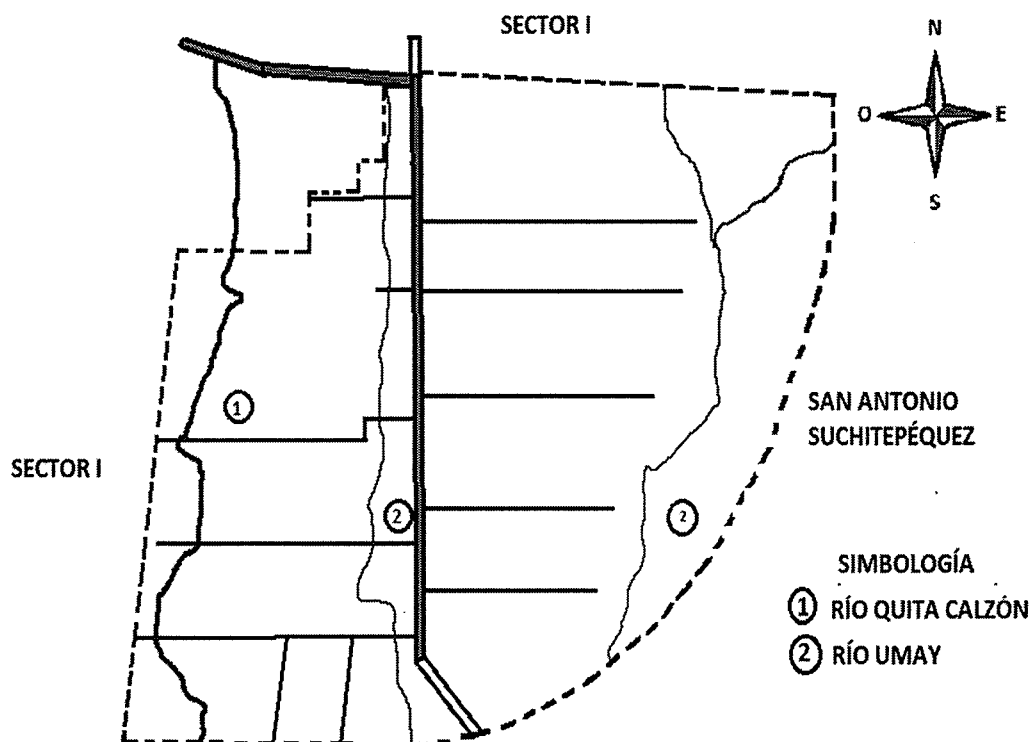 SECTOR I
N
O
E
S
1
SAN ANTONIO
SUCHITEPÉQUEZ
SECTOR I
2
2
SIMBOLOGÍA
1 RÍO QUITA CALZÓN
2 RÍO UMAY